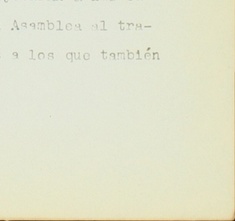 Asamblea al tra-
a los que también